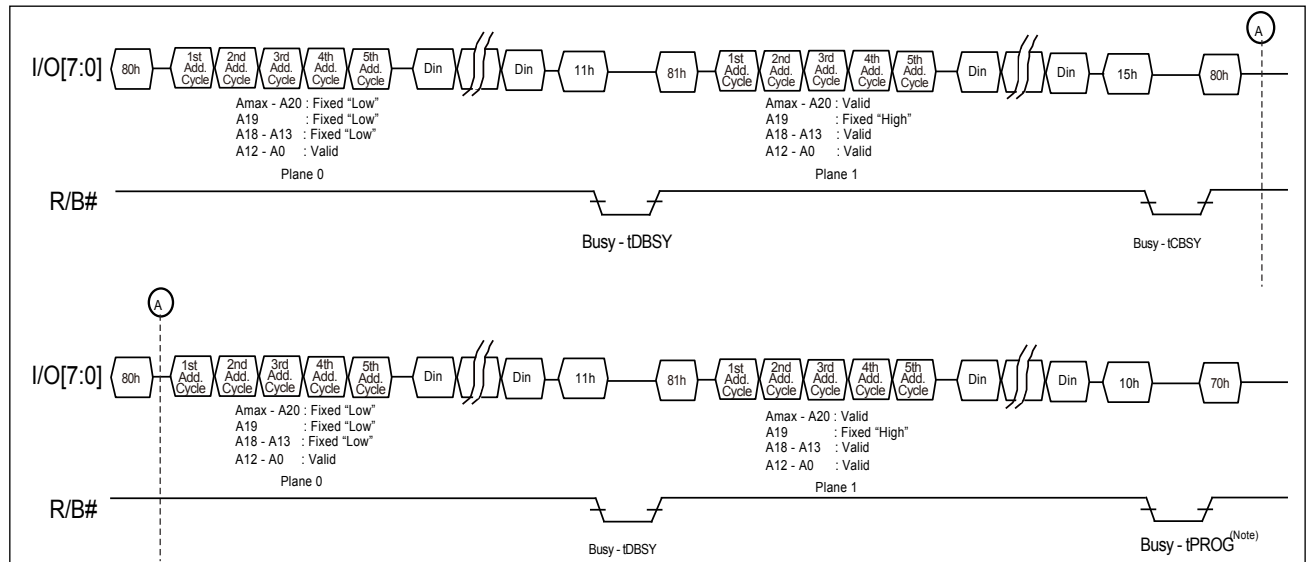 A
I/O[7:0] 80h 1st Add. Cycle 2nd Add. Cycle 3rd Add. Cycle 4th Add. Cycle 5th Add. Cycle Din Din 11h 81h 1st Add. Cycle 2nd Add. Cycle 3rd Add. Cycle 4th Add. Cycle 5th Add. Cycle Din Din 15h 80h
Amax - A20 : Fixed “Low”
A19 : Fixed “Low”
A18 - A13 : Fixed “Low”
A12 - A0 : Valid
Plane 0
Amax - A20 : Valid
A19 : Fixed “High”
A18 - A13 : Valid
A12 - A0 : Valid
Plane 1
R/B#
Busy - tDBSY
Busy - tCBSY
A
I/O[7:0] 80h 1st Add. Cycle 2nd Add. Cycle 3rd Add. Cycle 4th Add. Cycle 5th Add. Cycle Din Din 11h 81h 1st Add. Cycle 2nd Add. Cycle 3rd Add. Cycle 4th Add. Cycle 5th Add. Cycle Din Din 10h 70h
Amax - A20 : Fixed “Low”
A19 : Fixed “Low”
A18 - A13 : Fixed “Low”
A12 - A0 : Valid
Plane 0
Amax - A20 : Valid
A19 : Fixed “High”
A18 - A13 : Valid
A12 - A0 : Valid
Plane 1
R/B#
Busy - tDBSY
Busy - tPROG(Note)